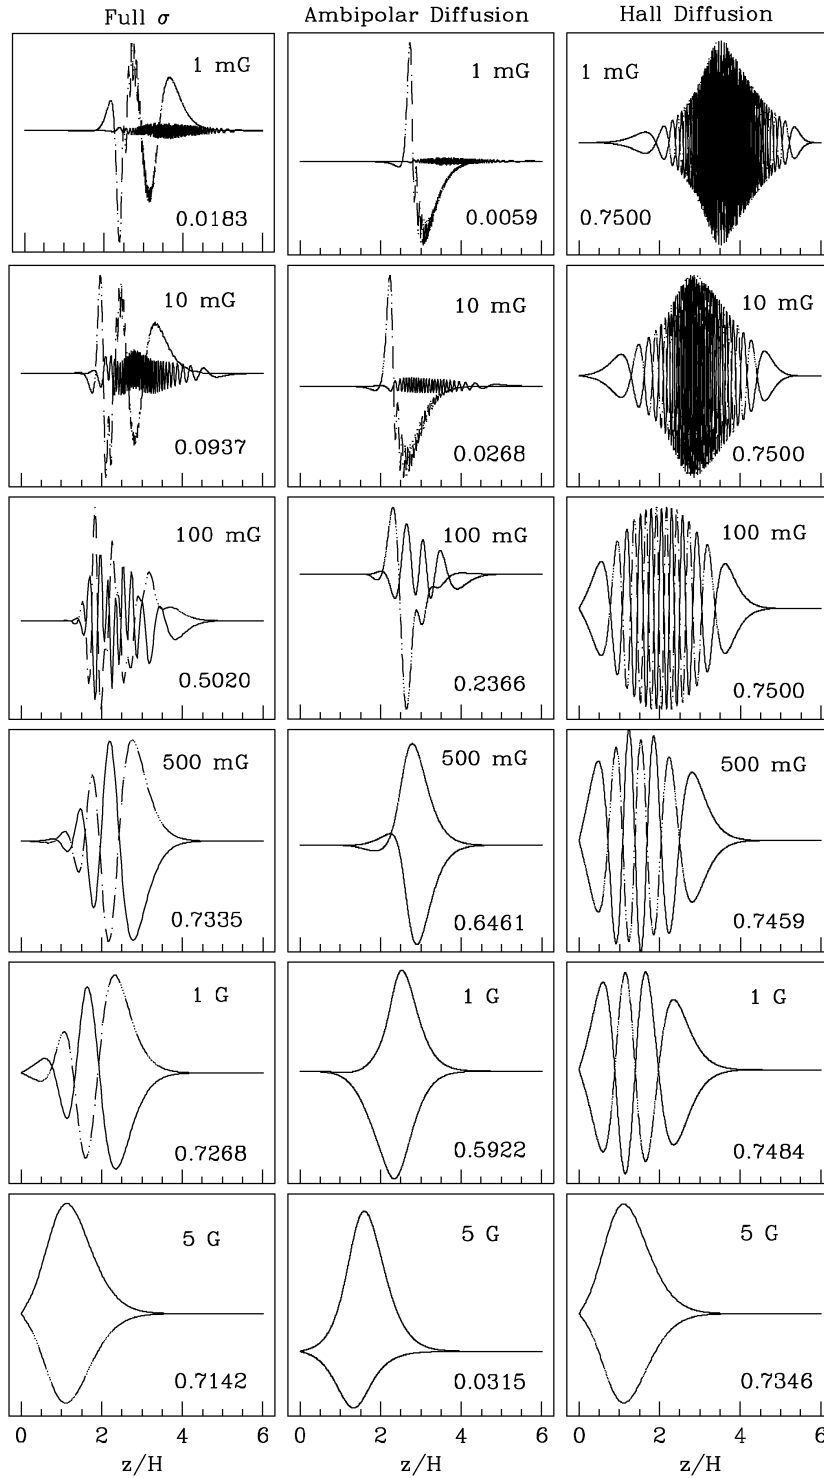 Full σ Ambipolar Diffusion Hall Diffusion
1 mG 1 mG 1 mG
0.0183 0.0059 0.7500
10 mG 10 mG 10 mG
0.0937 0.0268 0.7500
100 mG 100 mG 100 mG
0.5020 0.2366 0.7500
500 mG 500 mG 500 mG
0.7335 0.6461 0.7459
1 G 1 G 1 G
0.7268 0.5922 0.7484
5 G 5 G 5 G
0.7142 0.0315 0.7346
0 2 4 6 0 2 4 6 0 2 4 6
z/H z/H z/H